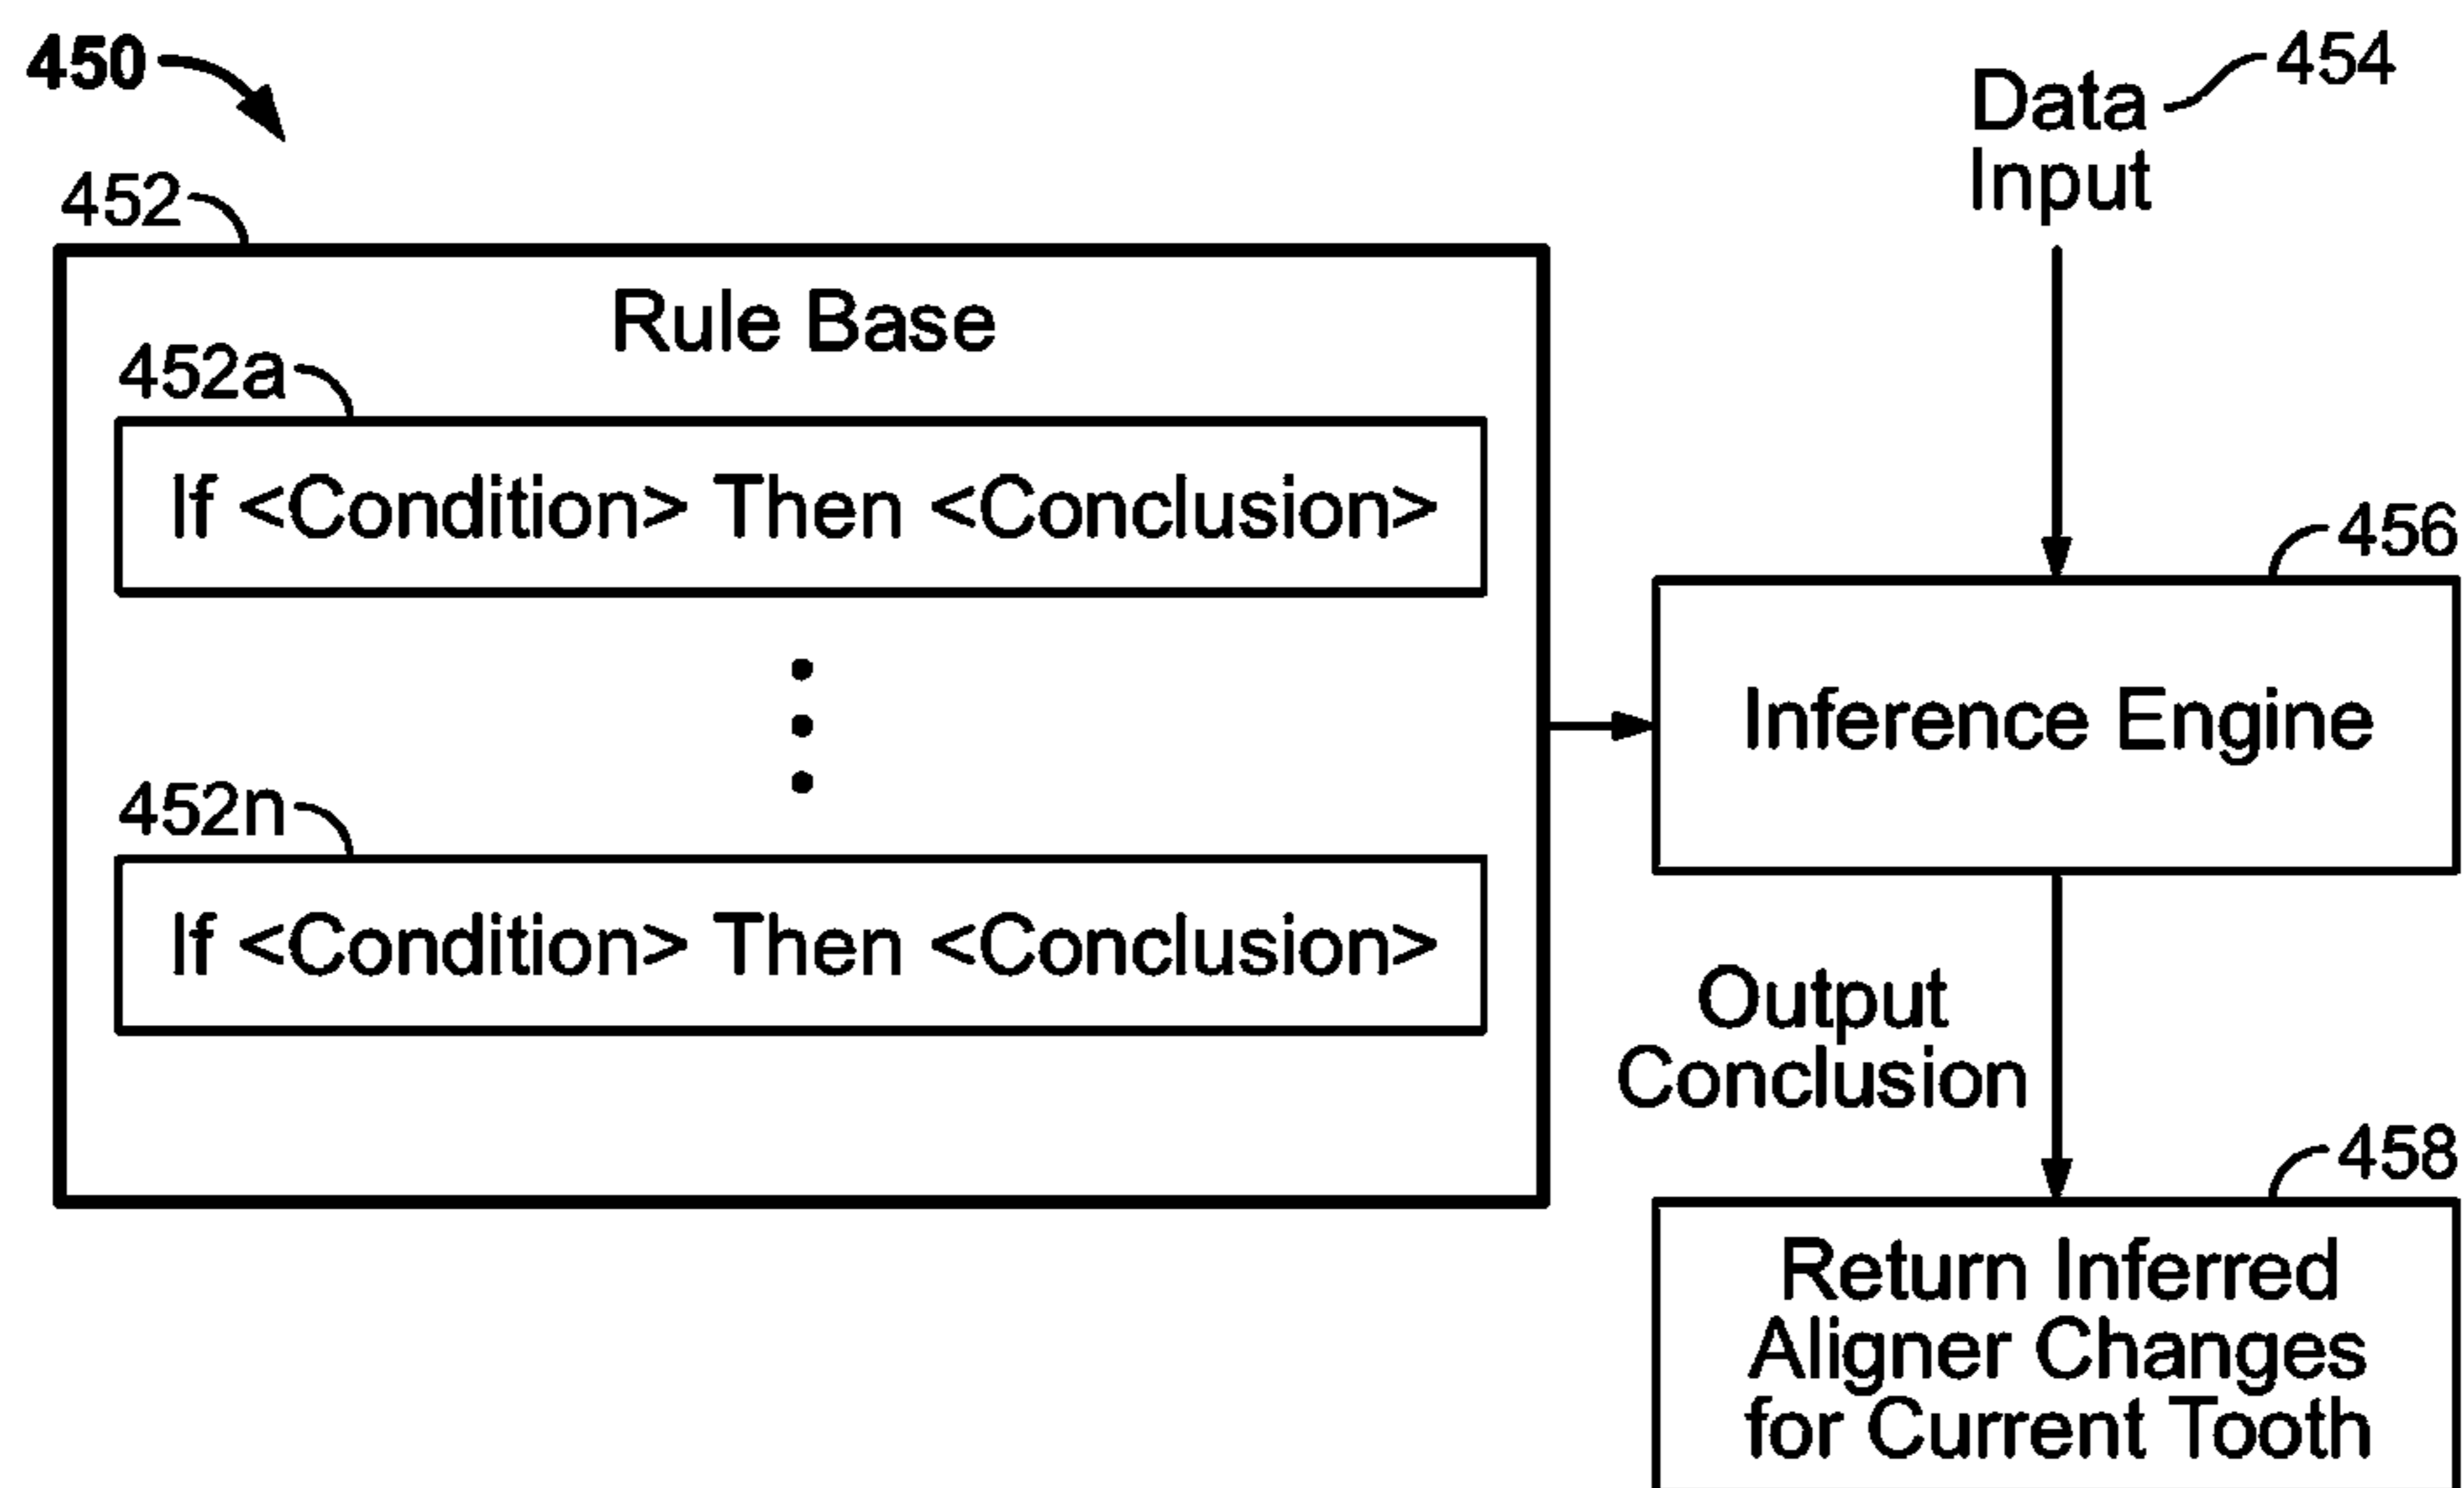 450
454
Data
Input
452
Rule Base
452a
If <Condition> Then <Conclusion>
452n
If <Condition> Then <Conclusion>
456
Inference Engine
Output
Conclusion
458
Return Inferred
Aligner Changes
for Current Tooth